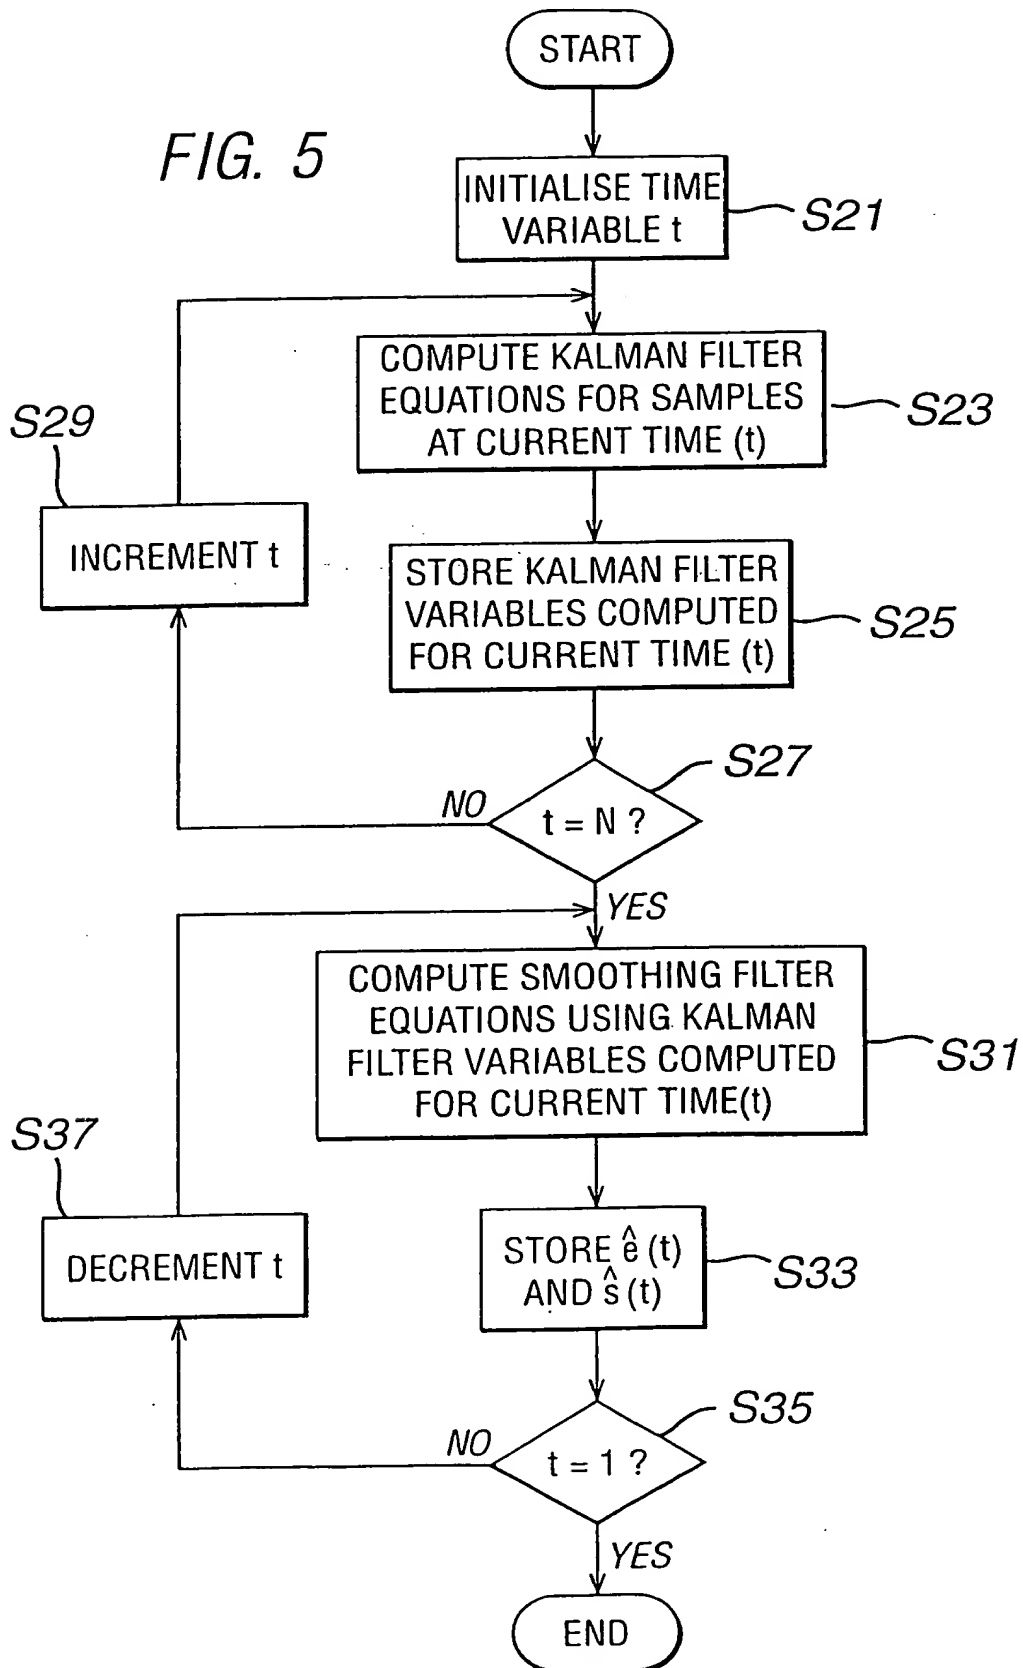 START
FIG. 5
INITIALISE TIME
VARIABLE t
S21
COMPUTE KALMAN FILTER
EQUATIONS FOR SAMPLES
AT CURRENT TIME (t)
S23
S29
INCREMENT t
STORE KALMAN FILTER
VARIABLES COMPUTED
FOR CURRENT TIME (t)
S25
S27
NO
t = N ?
YES
COMPUTE SMOOTHING FILTER
EQUATIONS USING KALMAN
FILTER VARIABLES COMPUTED
FOR CURRENT TIME(t)
S31
S37
DECREMENT t
STORE ê (t)
AND ŝ (t)
S33
S35
NO
t = 1 ?
YES
END